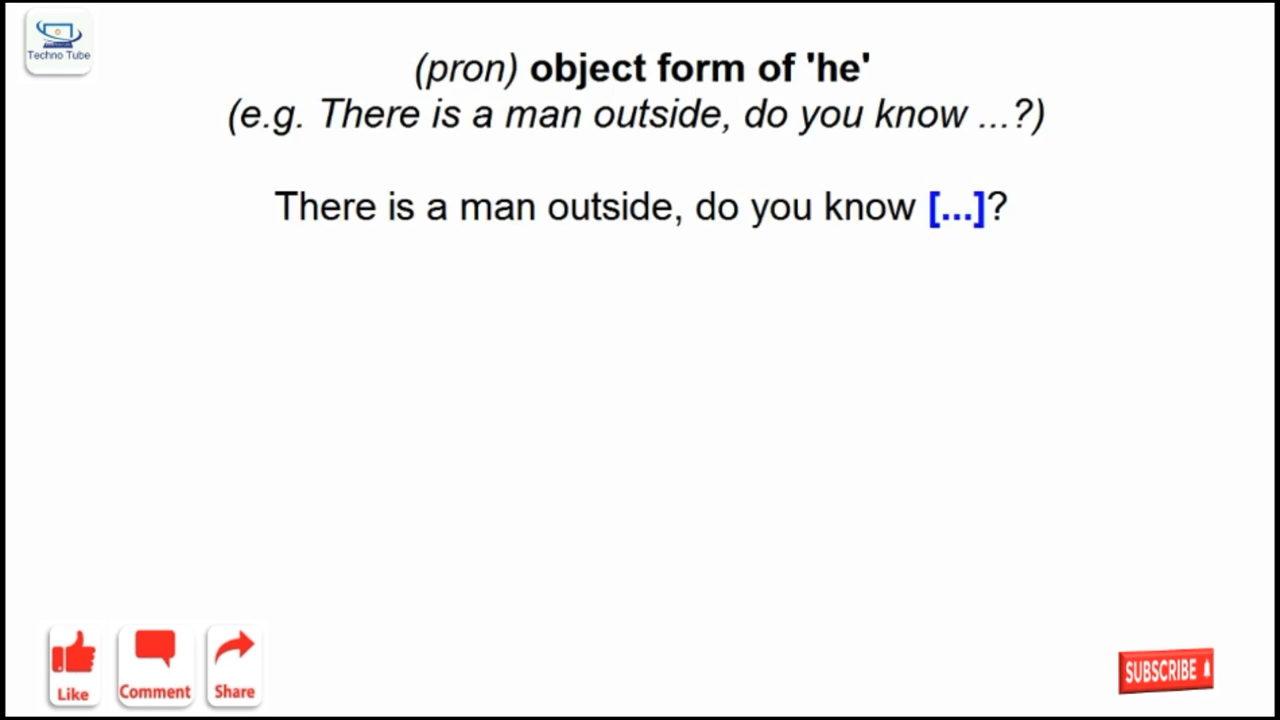 Techno Tube
(pron) object form of 'he'
(e.g. There is a man outside, do you know ...?)
There is a man outside, do you know [...]?
Like
Comment
Share
SUBSCRIBE